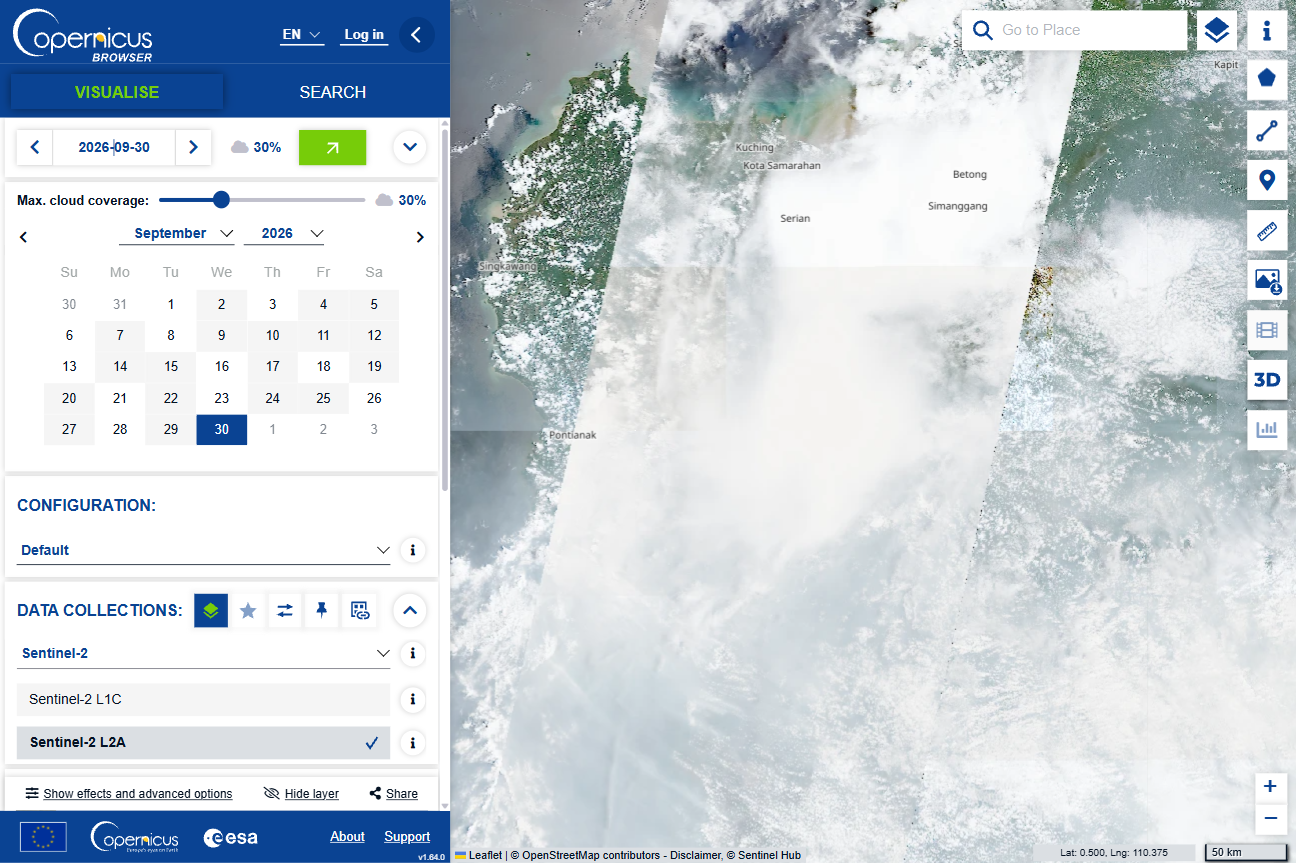 Copernicus
BROWSER
EN
Log in
VISUALISE
SEARCH
2026-09-30
30%
Max. cloud coverage:
30%
September
2026
Su Mo Tu We Th Fr Sa
30 31 1 2 3 4 5
6 7 8 9 10 11 12
13 14 15 16 17 18 19
20 21 22 23 24 25 26
27 28 29 30 1 2 3
CONFIGURATION:
Default
DATA COLLECTIONS:
Sentinel-2
Sentinel-2 L1C
Sentinel-2 L2A
Show effects and advanced options
Hide layer
Share
Copernicus
Europe's eyes on Earth
esa
About
Support
v1.64.0
Go to Place
Kapit
Kuching
Kota Samarahan
Betong
Simanggang
Serian
Singkawang
Pontianak
3D
+
−
Leaflet | © OpenStreetMap contributors - Disclaimer, © Sentinel Hub
Lat: 0.500, Lng: 110.375
50 km